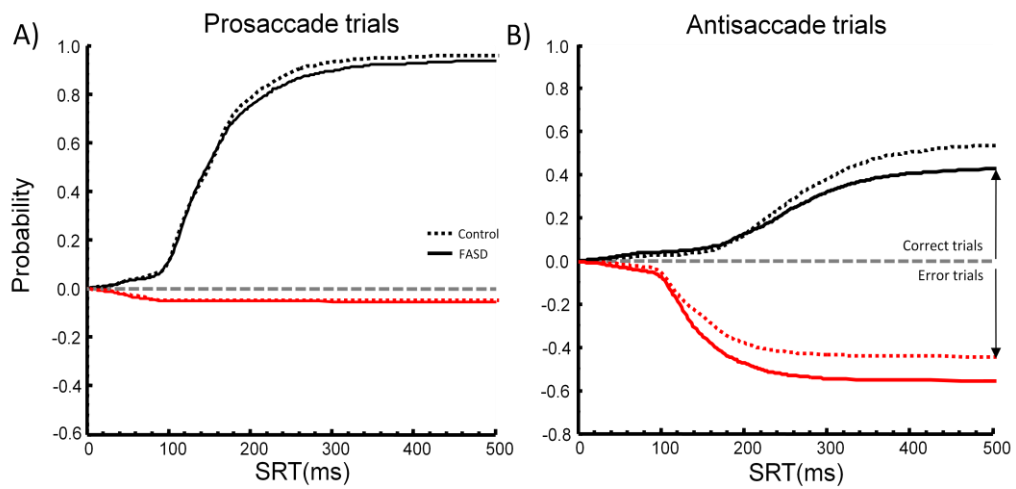 A)
Prosaccade trials
1.0
0.8
0.6
0.4
0.2
0.0
-0.2
-0.4
-0.6
Probability
Control
FASD
0 100 200 300 400 500
SRT(ms)
B)
Antisaccade trials
1.0
0.8
0.6
0.4
0.2
0.0
-0.2
-0.4
-0.6
-0.8
Correct trials
Error trials
0 100 200 300 400 500
SRT(ms)